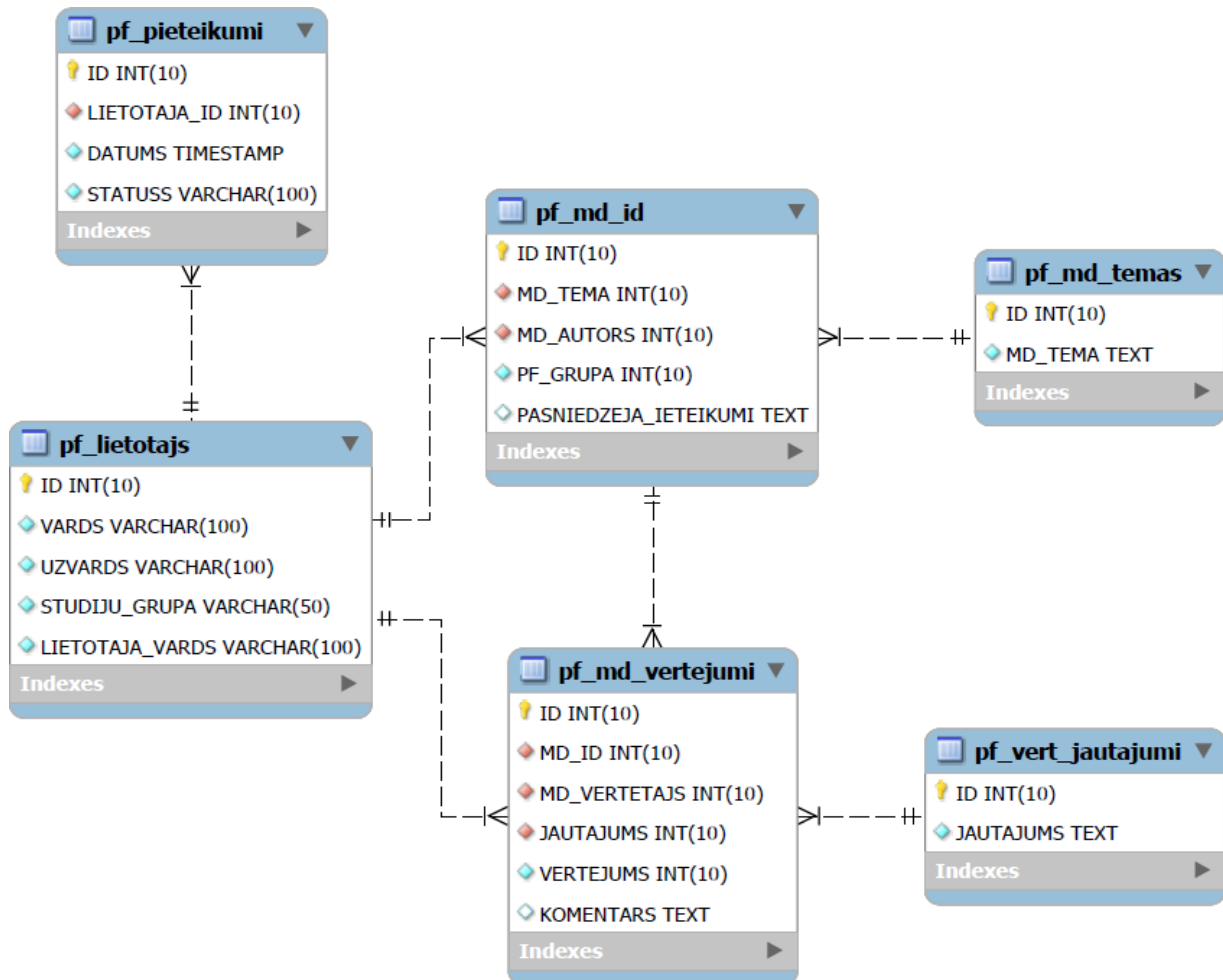 pf_pieteikumi
ID INT(10)
LIETOTAJA_ID INT(10)
DATUMS TIMESTAMP
STATUSS VARCHAR(100)
Indexes
pf_md_id
ID INT(10)
MD_TEMA INT(10)
MD_AUTORS INT(10)
PF_GRUPA INT(10)
PASNIEDZEJA_IETEIKUMI TEXT
Indexes
pf_md_temas
ID INT(10)
MD_TEMA TEXT
Indexes
pf_lietotajs
ID INT(10)
VARDS VARCHAR(100)
UZVARDS VARCHAR(100)
STUDIJU_GRUPA VARCHAR(50)
LIETOTAJA_VARDS VARCHAR(100)
Indexes
pf_md_vertejumi
ID INT(10)
MD_ID INT(10)
MD_VERTETAJS INT(10)
JAUTAJUMS INT(10)
VERTEJUMS INT(10)
KOMENTARS TEXT
Indexes
pf_vert_jautajumi
ID INT(10)
JAUTAJUMS TEXT
Indexes